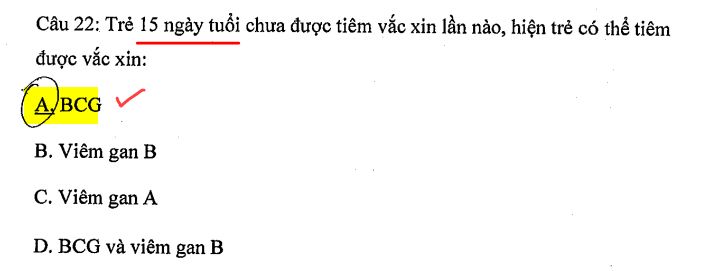 Câu 22: Trẻ 15 ngày tuổi chưa được tiêm vắc xin lần nào, hiện trẻ có thể tiêm
được vắc xin:
A. BCG
B. Viêm gan B
C. Viêm gan A
D. BCG và viêm gan B